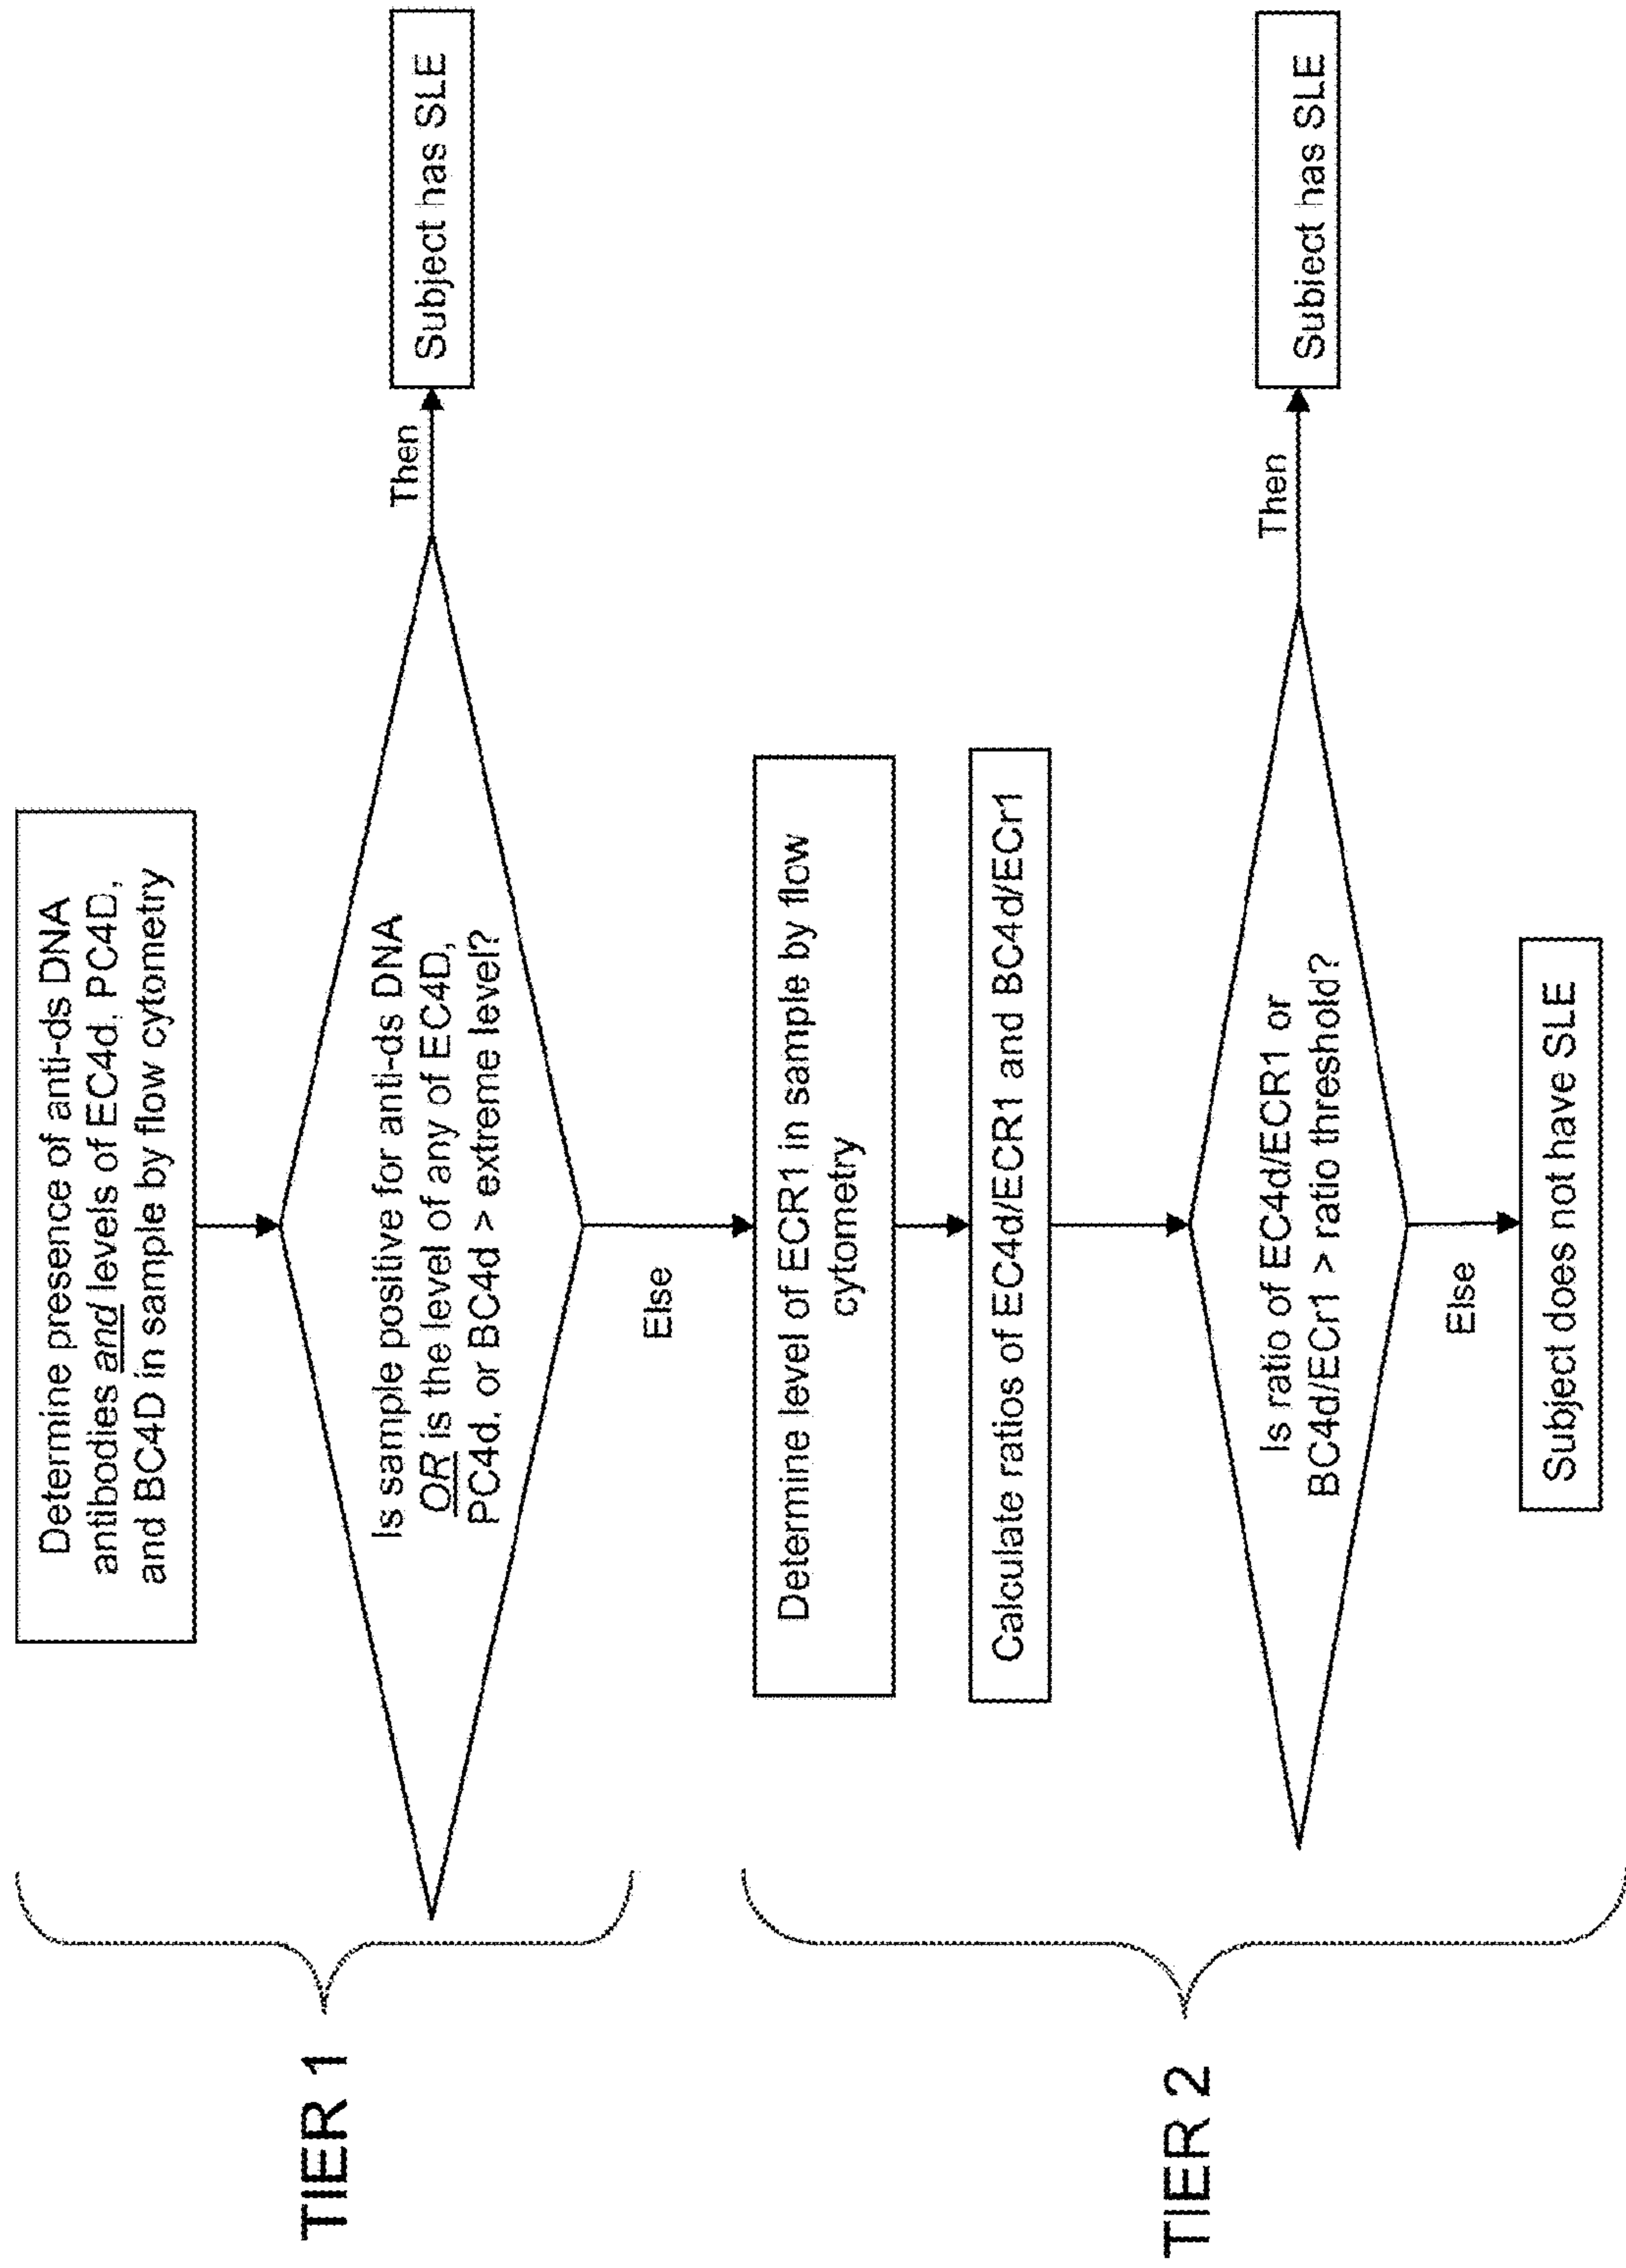 TIER 1
Determine presence of anti-ds DNA
antibodies and levels of EC4d, PC4D,
and BC4D in sample by flow cytometry
Is sample positive for anti-ds DNA
OR is the level of any of EC4D,
PC4d, or BC4d > extreme level?
Then
Subject has SLE
Else
TIER 2
Determine level of ECR1 in sample by flow
cytometry
Calculate ratios of EC4d/ECR1 and BC4d/ECr1
Is ratio of EC4d/ECR1 or
BC4d/ECr1 > ratio threshold?
Then
Subject has SLE
Else
Subject does not have SLE